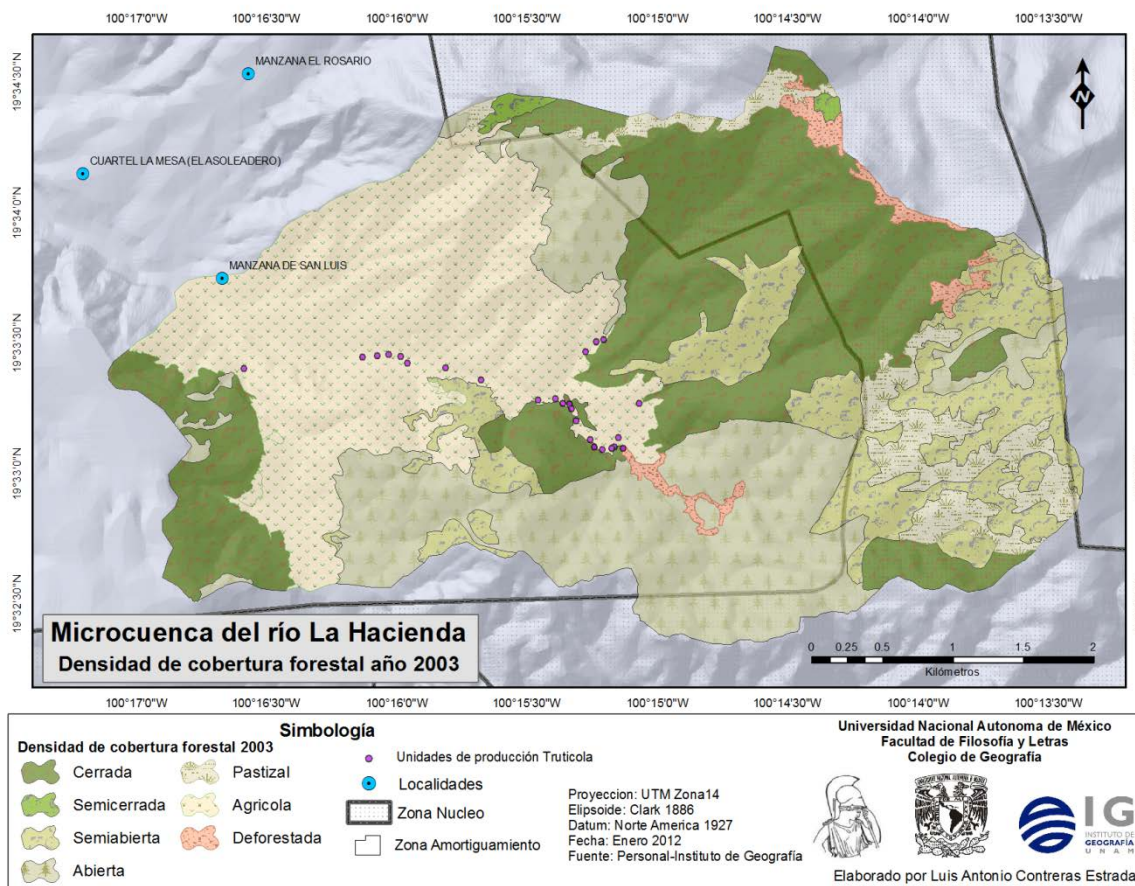 100°17'0"W 100°16'30"W 100°16'0"W 100°15'30"W 100°15'0"W 100°14'30"W 100°14'0"W 100°13'30"W
19°34'30"N
19°34'0"N
19°33'30"N
19°33'0"N
19°32'30"N
MANZANA EL ROSARIO
CUARTEL LA MESA (EL ASOLEADERO)
MANZANA DE SAN LUIS
N
Microcuenca del río La Hacienda
Densidad de cobertura forestal año 2003
0 0.25 0.5 1 1.5 2
Kilómetros
100°17'0"W 100°16'30"W 100°16'0"W 100°15'30"W 100°15'0"W 100°14'30"W 100°14'0"W 100°13'30"W
Simbología
Densidad de cobertura forestal 2003
Cerrada
Semicerrada
Semiabierta
Abierta
Pastizal
Agricola
Deforestada
Unidades de producción Truticola
Localidades
Zona Nucleo
Zona Amortiguamiento
Proyeccion: UTM Zona14
Elipsoide: Clark 1886
Datum: Norte America 1927
Fecha: Enero 2012
Fuente: Personal-Instituto de Geografía
Universidad Nacional Autonoma de México
Facultad de Filosofía y Letras
Colegio de Geografía
IG
INSTITUTO DE
GEOGRAFÍA
UNAM
Elaborado por Luis Antonio Contreras Estrada